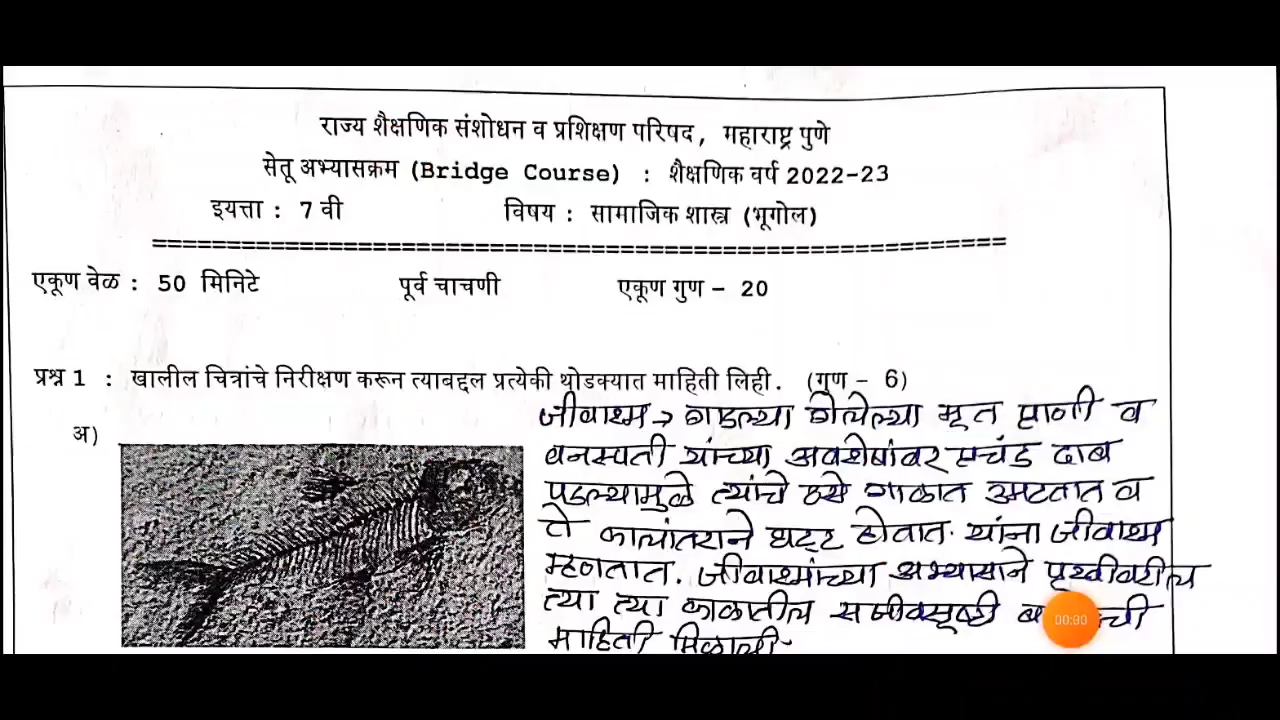 राज्य शैक्षणिक संशोधन व प्रशिक्षण परिषद, महाराष्ट्र पुणे
सेतू अभ्यासक्रम (Bridge Course) : शैक्षणिक वर्ष 2022-23
इयत्ता : 7 वी विषय : सामाजिक शास्त्र (भूगोल)
एकूण वेळ : 50 मिनिटे पूर्व चाचणी एकूण गुण - 20
प्रश्न 1 : खालील चित्रांचे निरीक्षण करून त्याबद्दल प्रत्येकी थोडक्यात माहिती लिही. (गुण - 6)
अ)
जीवाश्म → गाडल्या गेलेल्या मृत प्राणी व
वनस्पती यांच्या अवशेषांवर प्रचंड दाब
पडल्यामुळे त्यांचे ठसे गाळात उमटतात व
ते कालांतराने घट्ट होतात. यांना जीवाश्म
म्हणतात. जीवाश्मांच्या अभ्यासाने पृथ्वीवरील
त्या त्या काळातील सजीवसृष्टी
माहिती मिळाली.
00:00